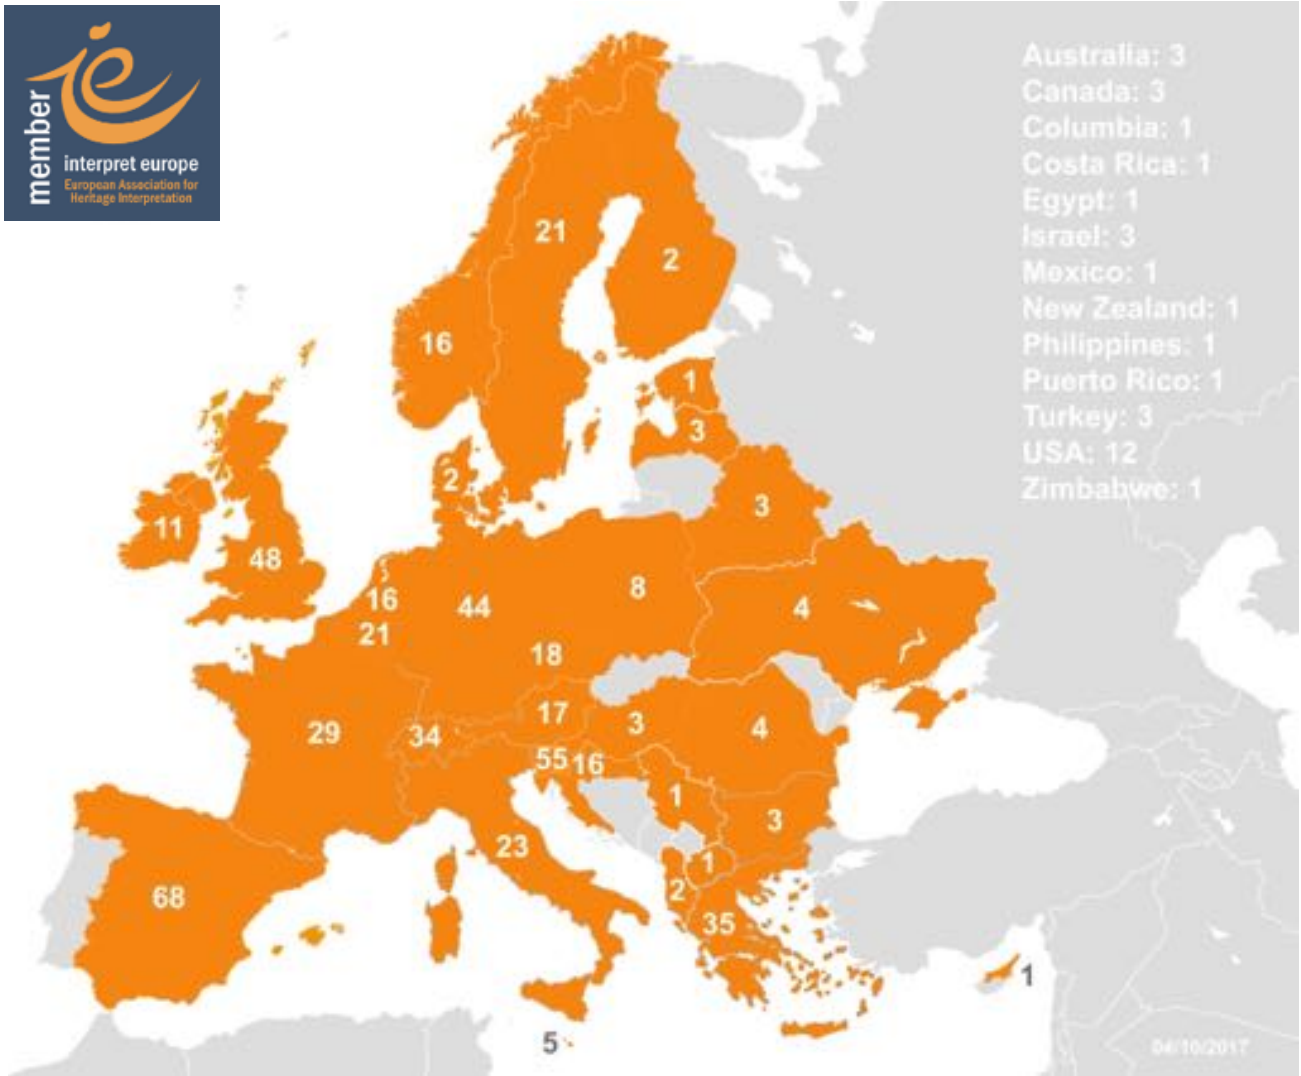 member
interpret europe
European Association for
Heritage Interpretation
Australia: 3
Canada: 3
Columbia: 1
Costa Rica: 1
Egypt: 1
Israel: 3
Mexico: 1
New Zealand: 1
Philippines: 1
Puerto Rico: 1
Turkey: 3
USA: 12
Zimbabwe: 1
21
2
16
1
3
2
3
11
48
16
44
8
4
21
18
29
34
17
3
4
55
16
1
3
23
1
2
68
35
1
5
04/10/2017